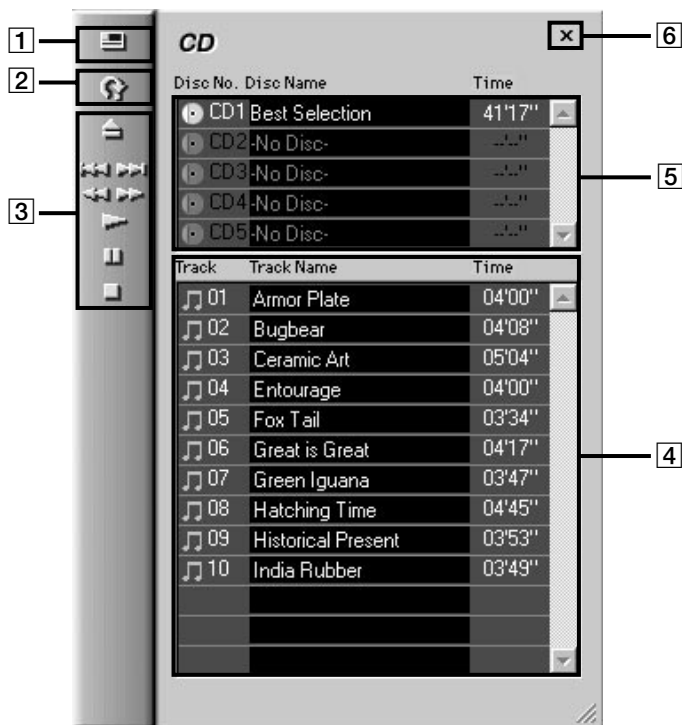 1
CD
×
6
2
Disc No. Disc Name Time
CD1 Best Selection 41'17"
CD2 -No Disc- --'--"
CD3 -No Disc- --'--"
CD4 -No Disc- --'--"
CD5 -No Disc- --'--"
3
5
Track Track Name Time
01 Armor Plate 04'00"
02 Bugbear 04'08"
03 Ceramic Art 05'04"
04 Entourage 04'00"
05 Fox Tail 03'34"
06 Great is Great 04'17"
4
07 Green Iguana 03'47"
08 Hatching Time 04'45"
09 Historical Present 03'53"
10 India Rubber 03'49"